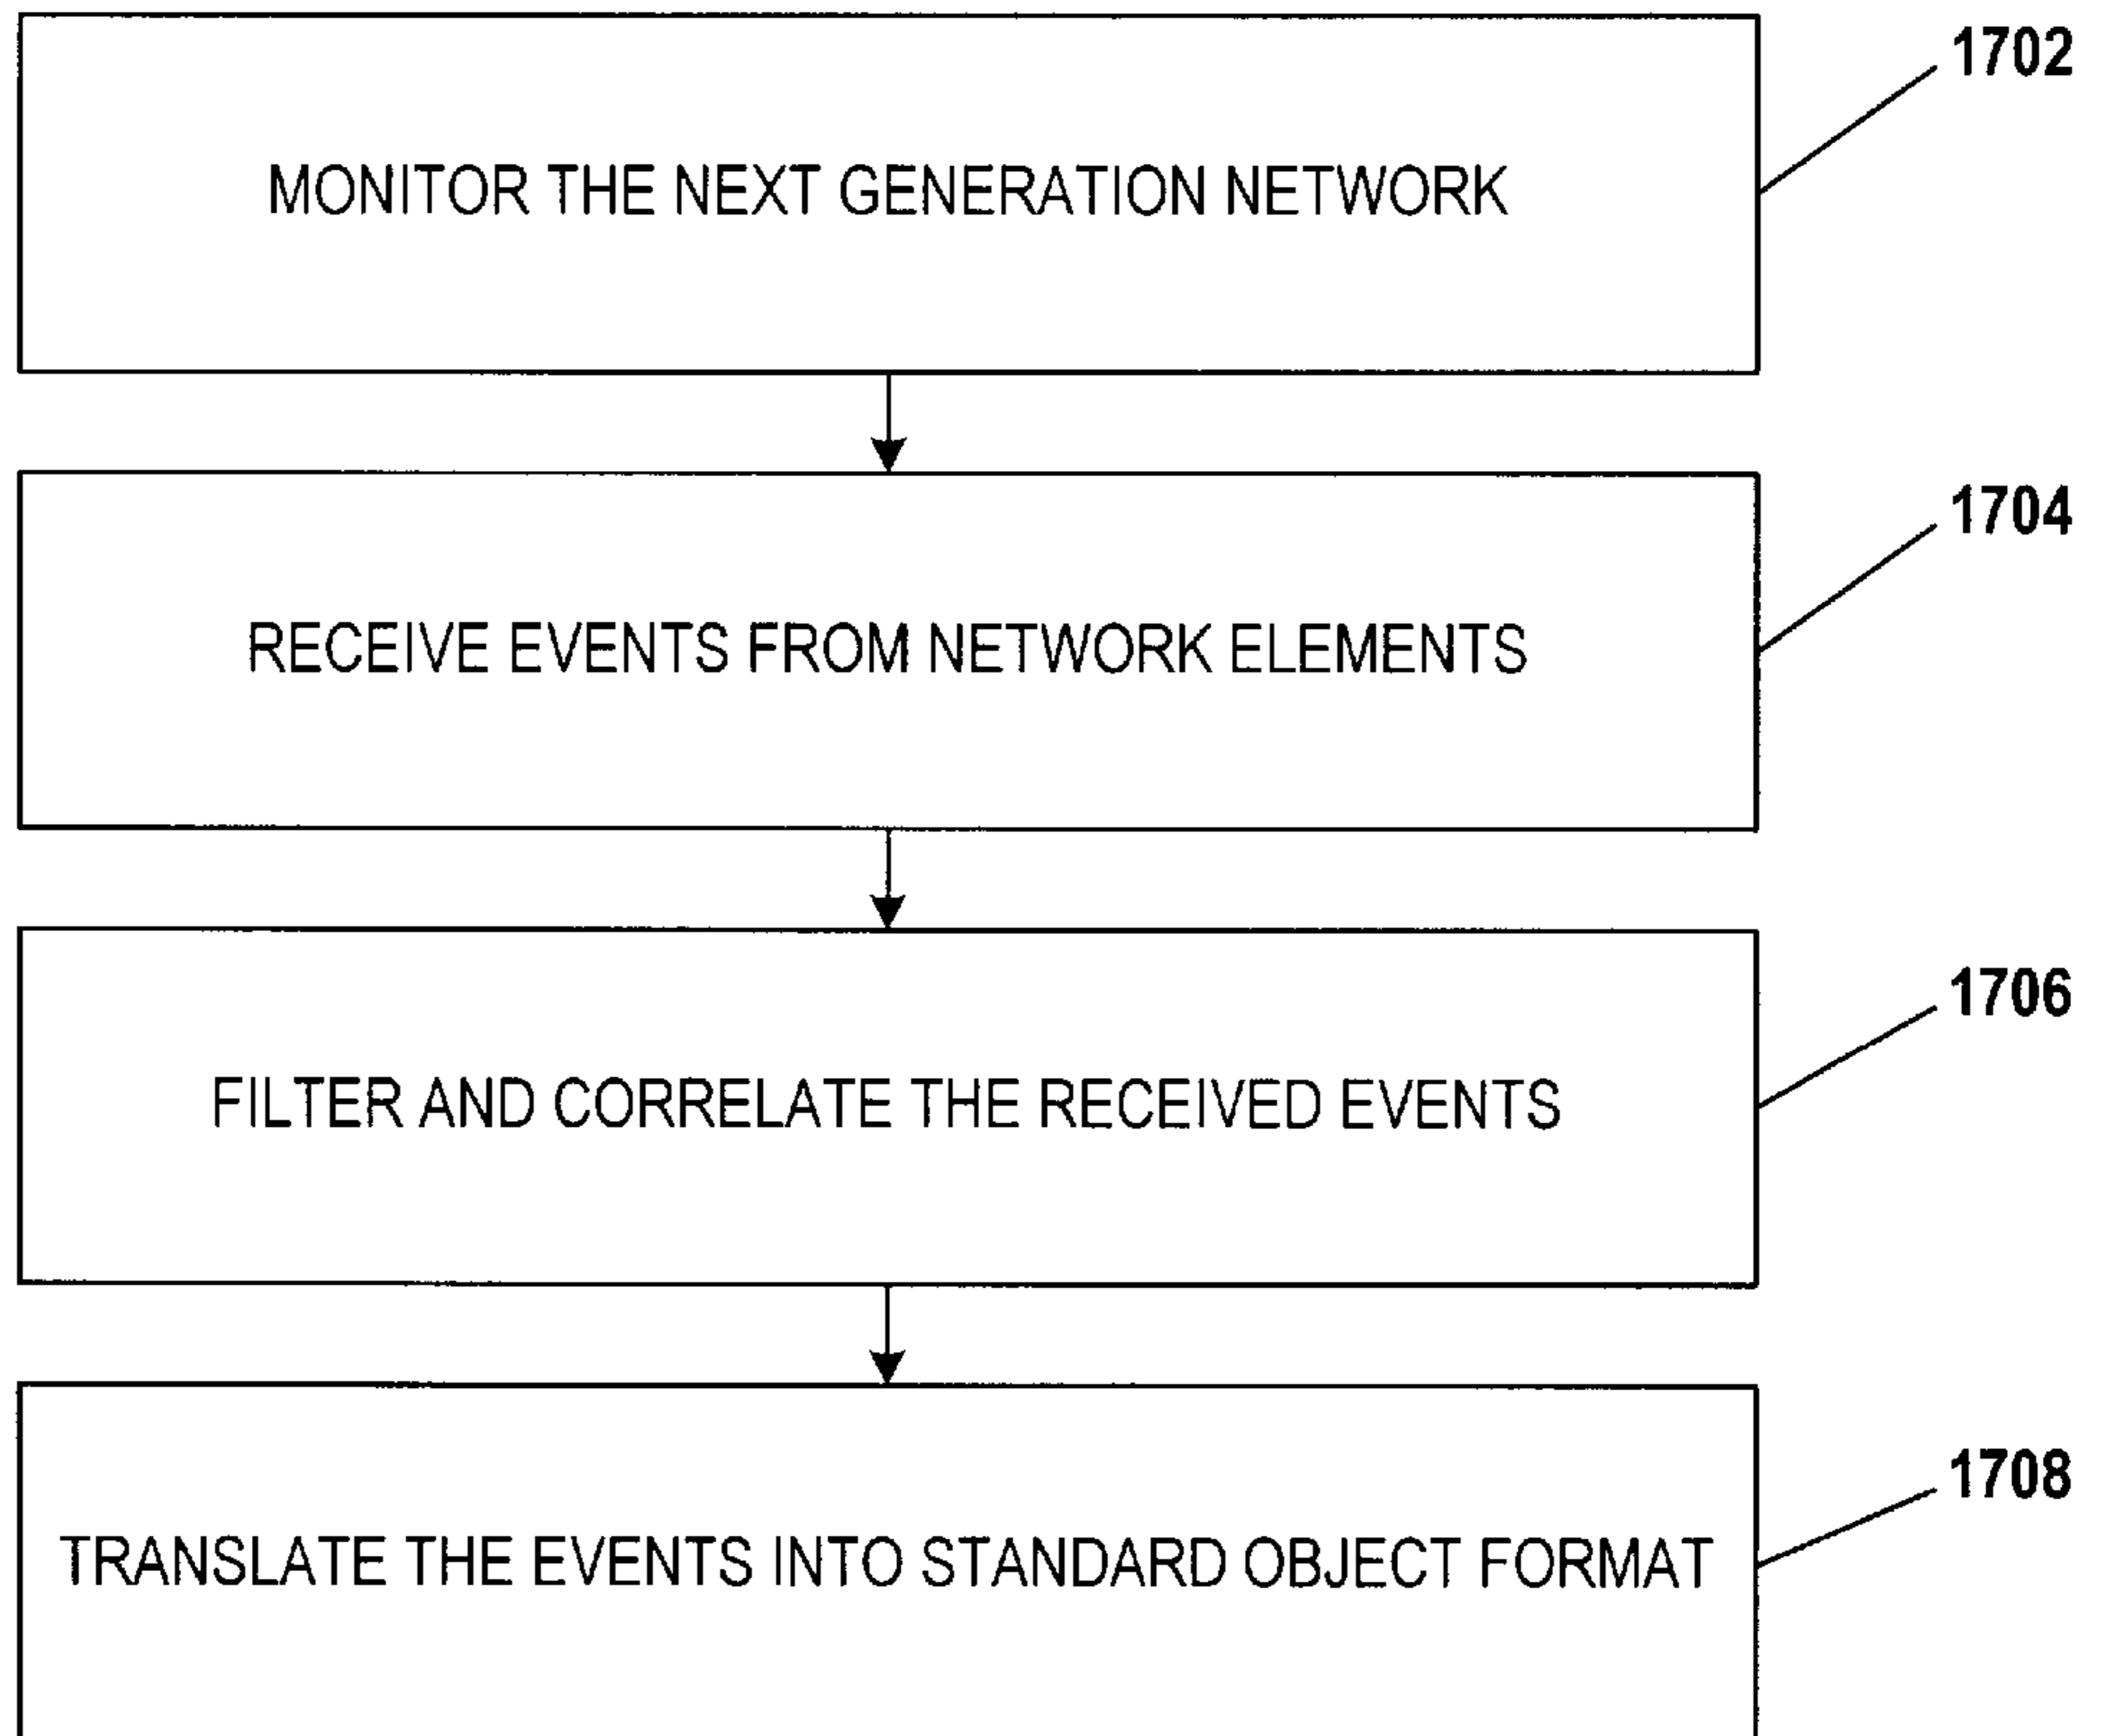 1702
MONITOR THE NEXT GENERATION NETWORK
1704
RECEIVE EVENTS FROM NETWORK ELEMENTS
1706
FILTER AND CORRELATE THE RECEIVED EVENTS
1708
TRANSLATE THE EVENTS INTO STANDARD OBJECT FORMAT